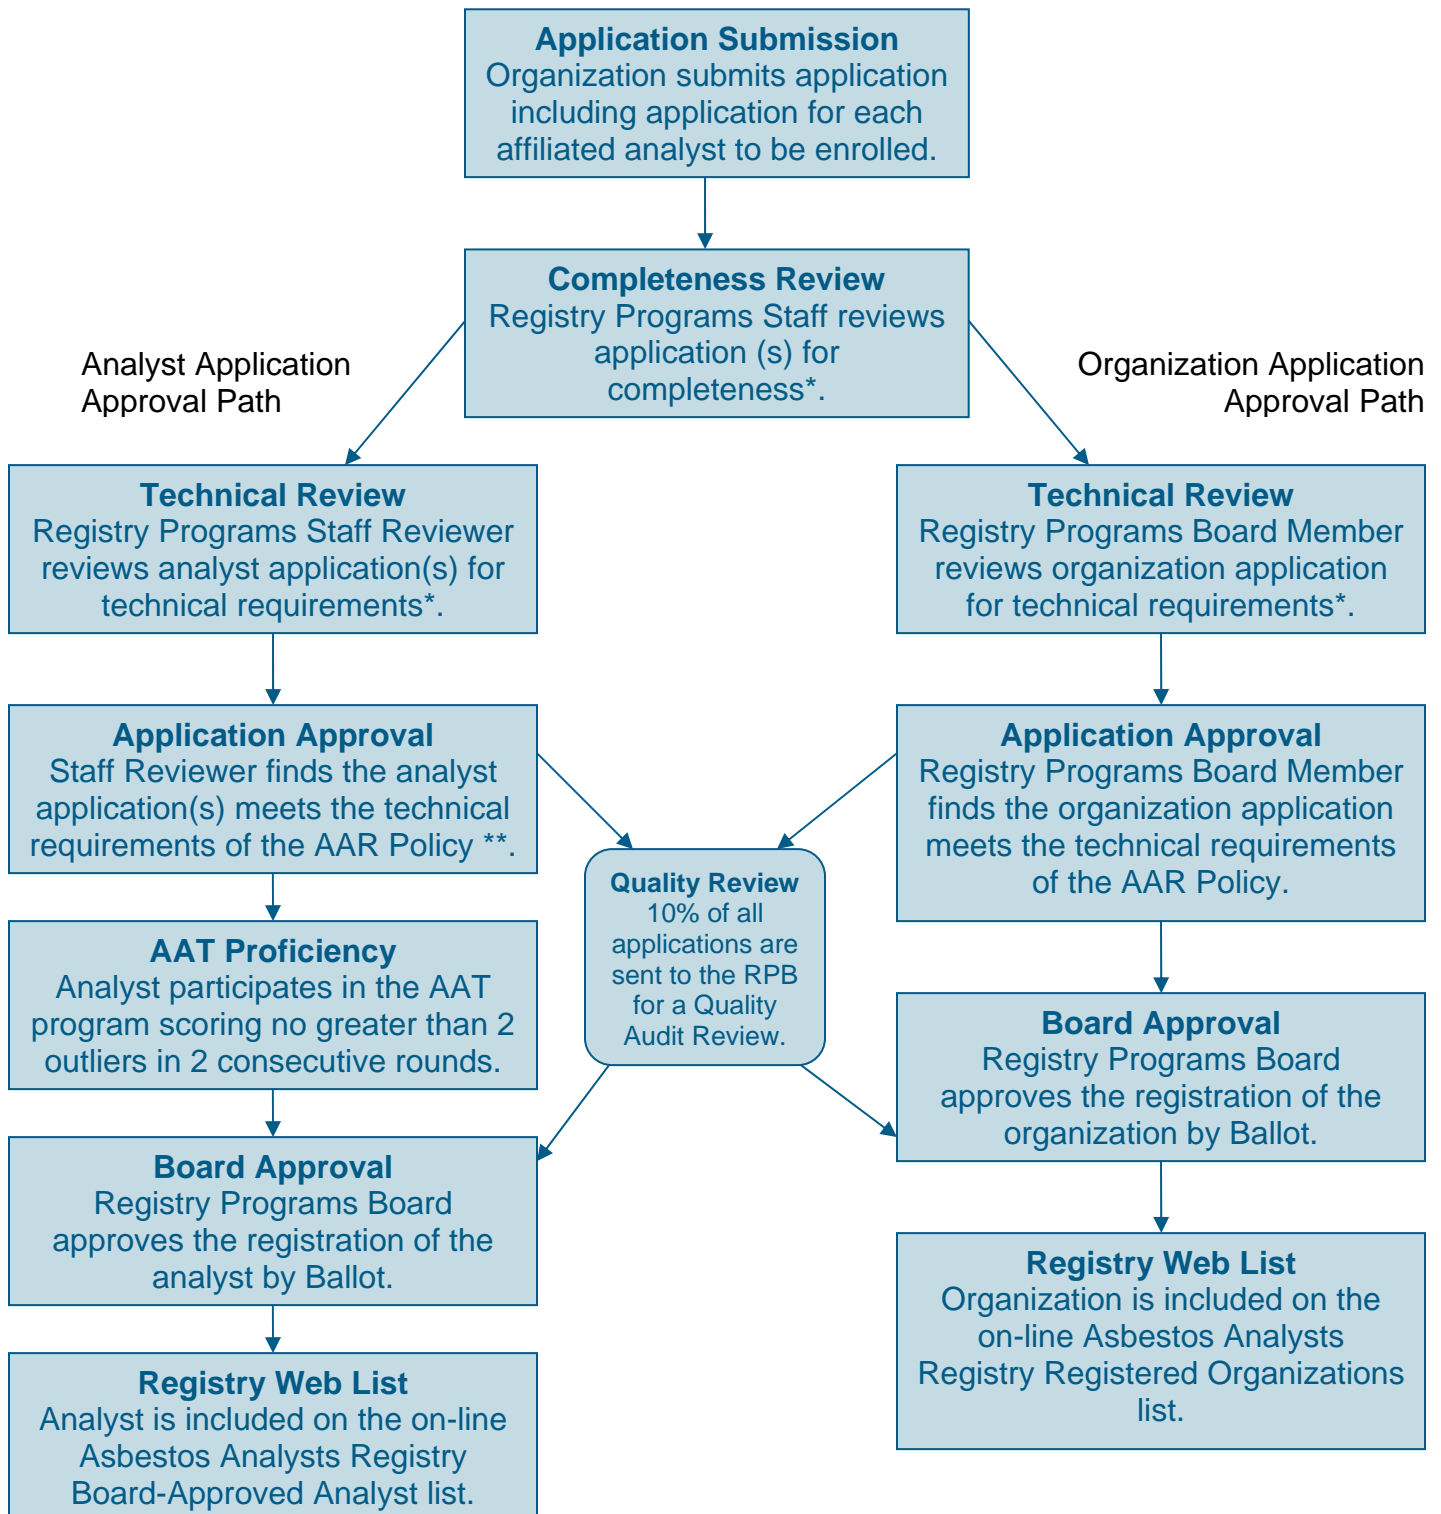 Application Submission
Organization submits application
including application for each
affiliated analyst to be enrolled.
Completeness Review
Registry Programs Staff reviews
application (s) for
completeness*.
Analyst Application
Approval Path
Organization Application
Approval Path
Technical Review
Registry Programs Staff Reviewer
reviews analyst application(s) for
technical requirements*.
Technical Review
Registry Programs Board Member
reviews organization application
for technical requirements*.
Application Approval
Staff Reviewer finds the analyst
application(s) meets the technical
requirements of the AAR Policy **.
Application Approval
Registry Programs Board Member
finds the organization application
meets the technical requirements
of the AAR Policy.
Quality Review
10% of all
applications are
sent to the RPB
for a Quality
Audit Review.
AAT Proficiency
Analyst participates in the AAT
program scoring no greater than 2
outliers in 2 consecutive rounds.
Board Approval
Registry Programs Board
approves the registration of the
organization by Ballot.
Board Approval
Registry Programs Board
approves the registration of the
analyst by Ballot.
Registry Web List
Organization is included on the
on-line Asbestos Analysts
Registry Registered Organizations
list.
Registry Web List
Analyst is included on the on-line
Asbestos Analysts Registry
Board-Approved Analyst list.